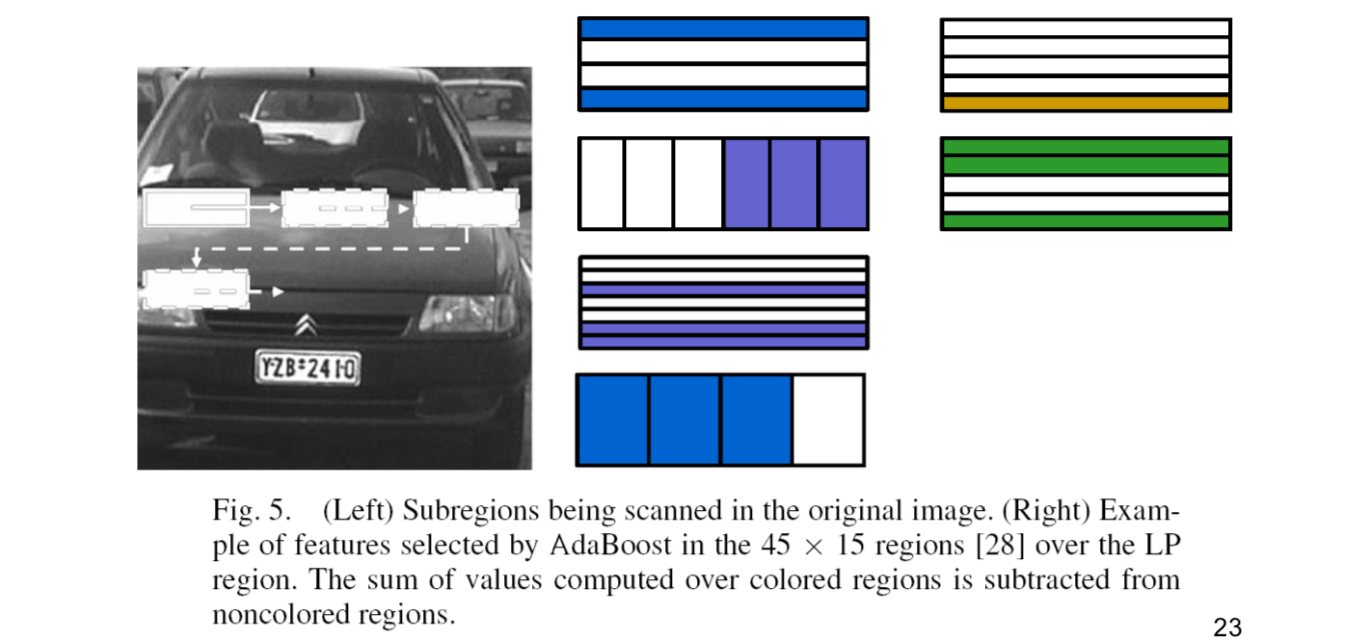 YZB*2410
Fig. 5. (Left) Subregions being scanned in the original image. (Right) Exam-
ple of features selected by AdaBoost in the 45 × 15 regions [28] over the LP
region. The sum of values computed over colored regions is subtracted from
noncolored regions.
23